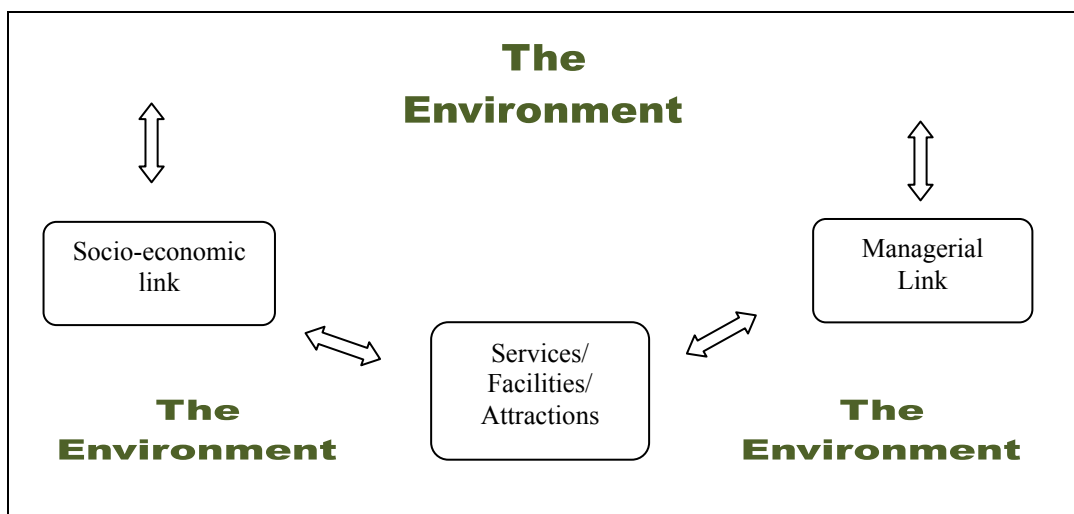 The
Environment
Socio-economic
link
Managerial
Link
Services/
Facilities/
Attractions
The
Environment
The
Environment